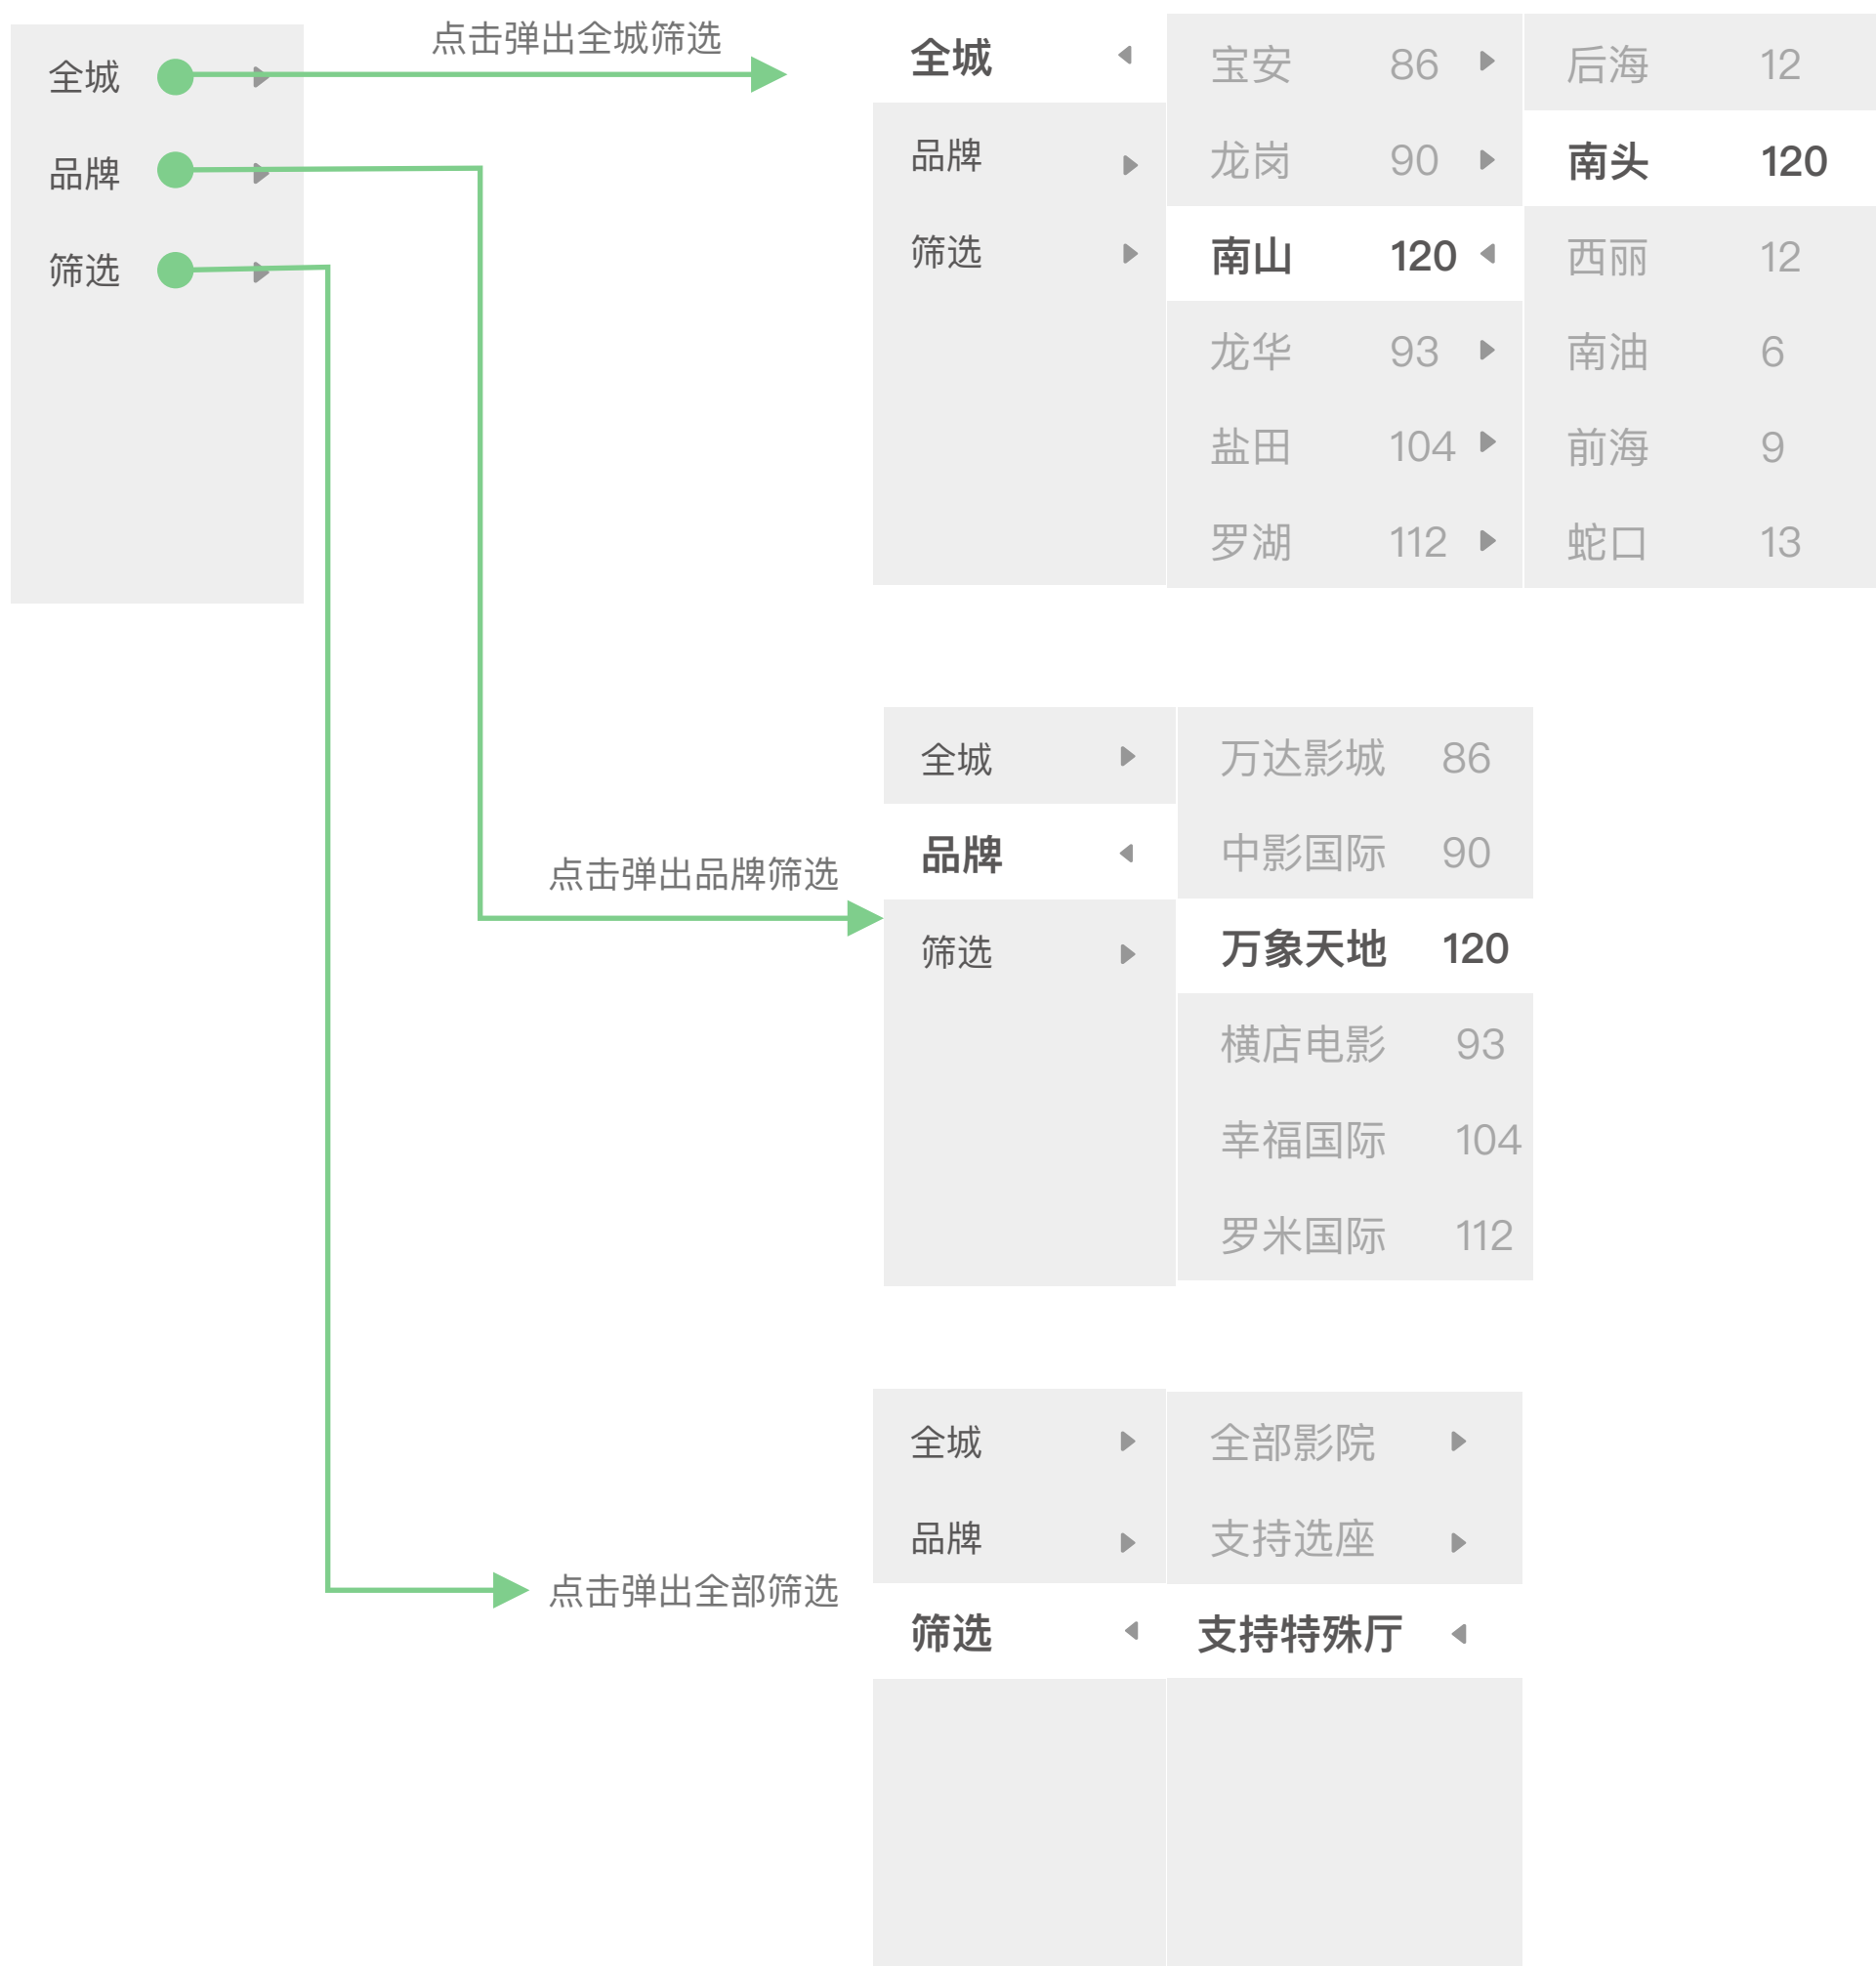 全城
品牌
筛选
点击弹出全城筛选
全城
品牌
筛选
宝安 86
龙岗 90
南山 120
龙华 93
盐田 104
罗湖 112
后海 12
南头 120
西丽 12
南油 6
前海 9
蛇口 13
点击弹出品牌筛选
全城
品牌
筛选
万达影城 86
中影国际 90
万象天地 120
横店电影 93
幸福国际 104
罗米国际 112
点击弹出全部筛选
全城
品牌
筛选
全部影院
支持选座
支持特殊厅